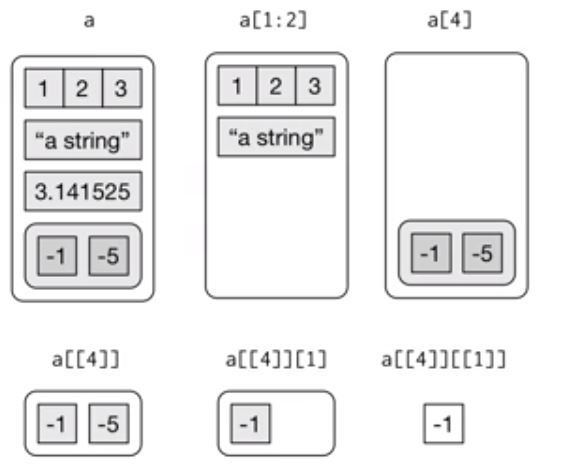 a a[1:2] a[4]
1 2 3 1 2 3
“a string” “a string”
3.141525
-1 -5 -1 -5
a[[4]] a[[4]][1] a[[4]][[1]]
-1 -5 -1 -1